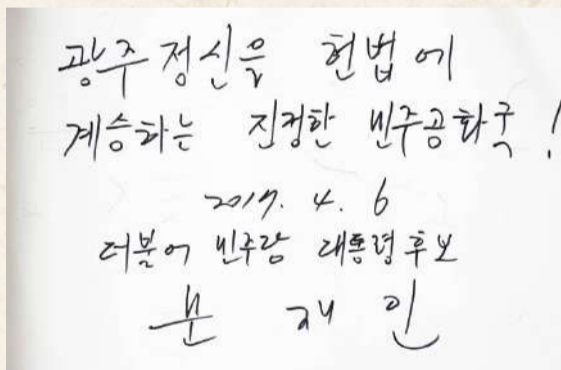 광주정신을 헌법에
계승하는 진정한 민주공화국!
2017. 4. 6
더불어 민주당 대통령후보
문재인